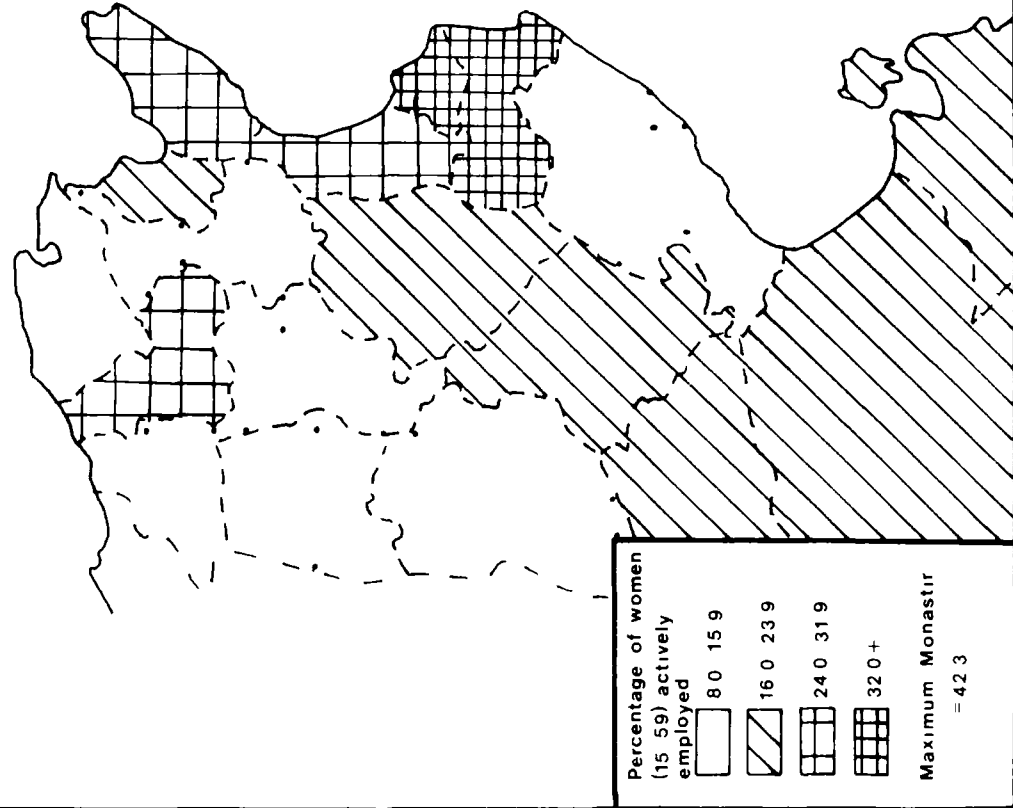 Percentage of women
(15 59) actively
employed
8 0 15 9
16 0 23 9
24 0 31 9
32 0 +
Maximum Monastir
= 42 3